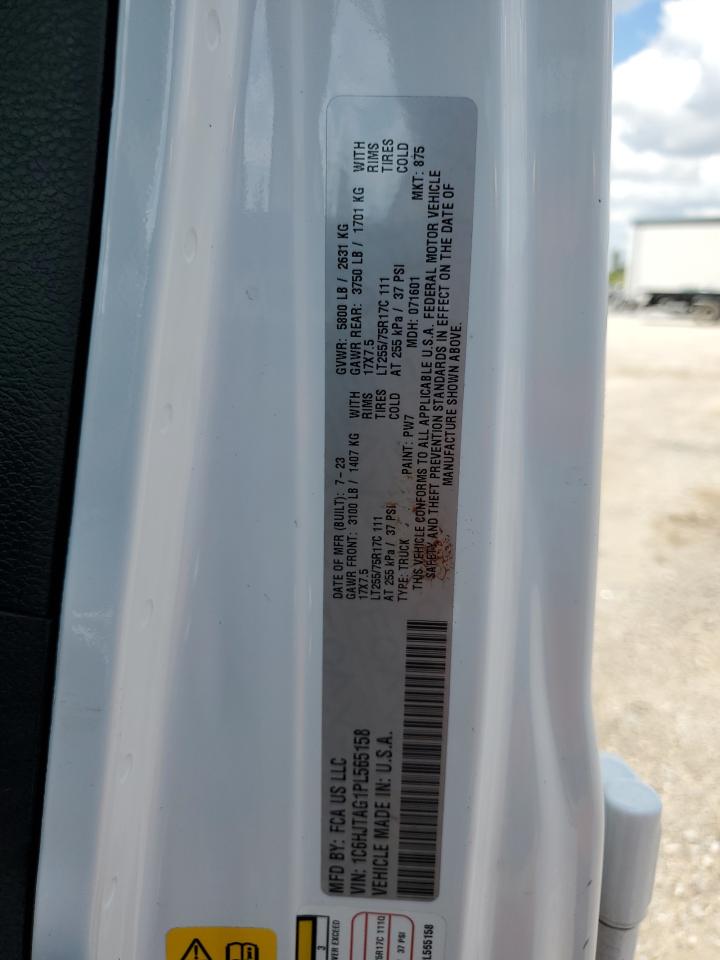 MFD BY: FCA US LLC
VIN: 1C6HJTAG1PL565158
VEHICLE MADE IN: U.S.A.
DATE OF MFR (BUILT): 7-23
GAWR FRONT: 3100 LB / 1407 KG WITH
17X7.5 RIMS
LT255/75R17C 111 TIRES
AT 255 kPa / 37 PSI COLD
GVWR: 5800 LB / 2631 KG
GAWR REAR: 3750 LB / 1701 KG WITH
17X7.5 RIMS
LT255/75R17C 111 TIRES
AT 255 kPa / 37 PSI COLD
TYPE: TRUCK PAINT: PW7 MDH: 071601 MKT: 875
THIS VEHICLE CONFORMS TO ALL APPLICABLE U.S.A. FEDERAL MOTOR VEHICLE
SAFETY AND THEFT PREVENTION STANDARDS IN EFFECT ON THE DATE OF
MANUFACTURE SHOWN ABOVE.
3
EXCEED
37 PSI